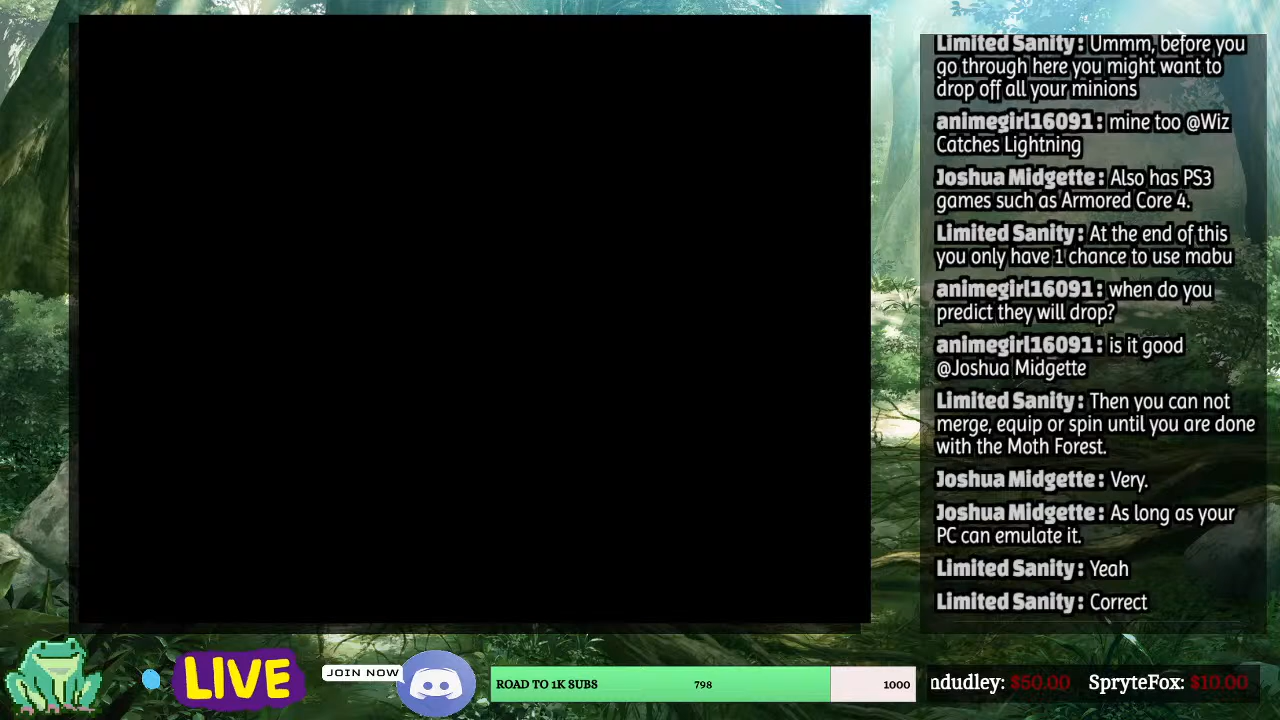 Limited Sanity: Ummm, before you
go through here you might want to
drop off all your minions
animegirl16091: mine too @Wiz
Catches Lightning
Joshua Midgette: Also has PS3
games such as Armored Core 4.
Limited Sanity: At the end of this
you only have 1 chance to use mabu
animegirl16091: when do you
predict they will drop?
animegirl16091: is it good
@Joshua Midgette
Limited Sanity: Then you can not
merge, equip or spin until you are done
with the Moth Forest.
Joshua Midgette: Very.
Joshua Midgette: As long as your
PC can emulate it.
Limited Sanity: Yeah
Limited Sanity: Correct
LIVE
JOIN NOW
ROAD TO 1K SUBS 798 1000
ndudley: $50.00 SpryteFox: $10.00